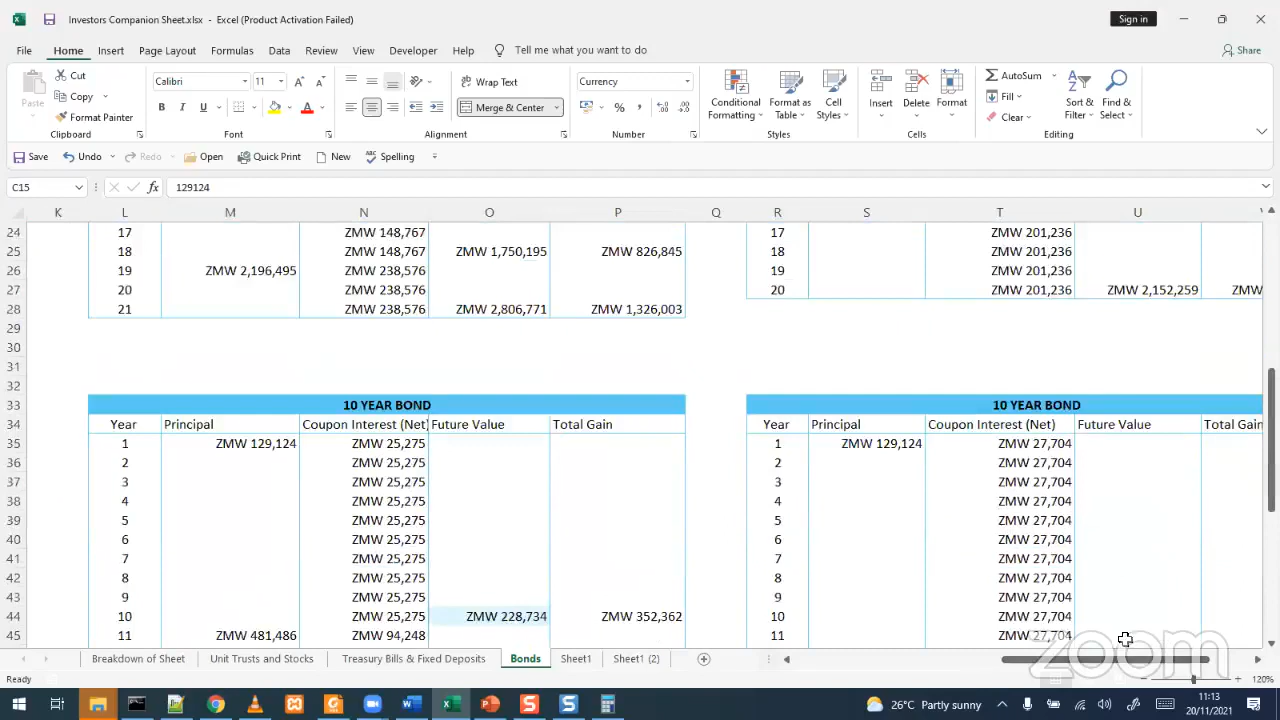 Investors Companion Sheet.xlsx - Excel (Product Activation Failed)
Sign in
File Home Insert Page Layout Formulas Data Review View Developer Help Tell me what you want to do
Share
Paste Cut Copy Format Painter
Calibri 11 B I U A
Wrap Text Merge & Center
Currency % ,
Conditional Formatting Format as Table Cell Styles
Insert Delete Format
AutoSum Fill Clear Sort & Filter Find & Select
Clipboard Font Alignment Number Styles Cells Editing
Save Undo Redo Open Quick Print New Spelling
C15 fx 129124
K L M N O P Q R S T U
24 17 ZMW 148,767 17 ZMW 201,236
25 18 ZMW 148,767 ZMW 1,750,195 ZMW 826,845 18 ZMW 201,236
26 19 ZMW 2,196,495 ZMW 238,576 19 ZMW 201,236
27 20 ZMW 238,576 20 ZMW 201,236 ZMW 2,152,259 ZMW
28 21 ZMW 238,576 ZMW 2,806,771 ZMW 1,326,003
29
30
31
32
33 10 YEAR BOND 10 YEAR BOND
34 Year Principal Coupon Interest (Net) Future Value Total Gain Year Principal Coupon Interest (Net) Future Value Total Gain
35 1 ZMW 129,124 ZMW 25,275 1 ZMW 129,124 ZMW 27,704
36 2 ZMW 25,275 2 ZMW 27,704
37 3 ZMW 25,275 3 ZMW 27,704
38 4 ZMW 25,275 4 ZMW 27,704
39 5 ZMW 25,275 5 ZMW 27,704
40 6 ZMW 25,275 6 ZMW 27,704
41 7 ZMW 25,275 7 ZMW 27,704
42 8 ZMW 25,275 8 ZMW 27,704
43 9 ZMW 25,275 9 ZMW 27,704
44 10 ZMW 25,275 ZMW 228,734 ZMW 352,362 10 ZMW 27,704
45 11 ZMW 481,486 ZMW 94,248 11 ZMW 27,704
zoom
Breakdown of Sheet Unit Trusts and Stocks Treasury Bills & Fixed Deposits Bonds Sheet1 Sheet1 (2)
Ready 120%
26°C Partly sunny 11:13
20/11/2021